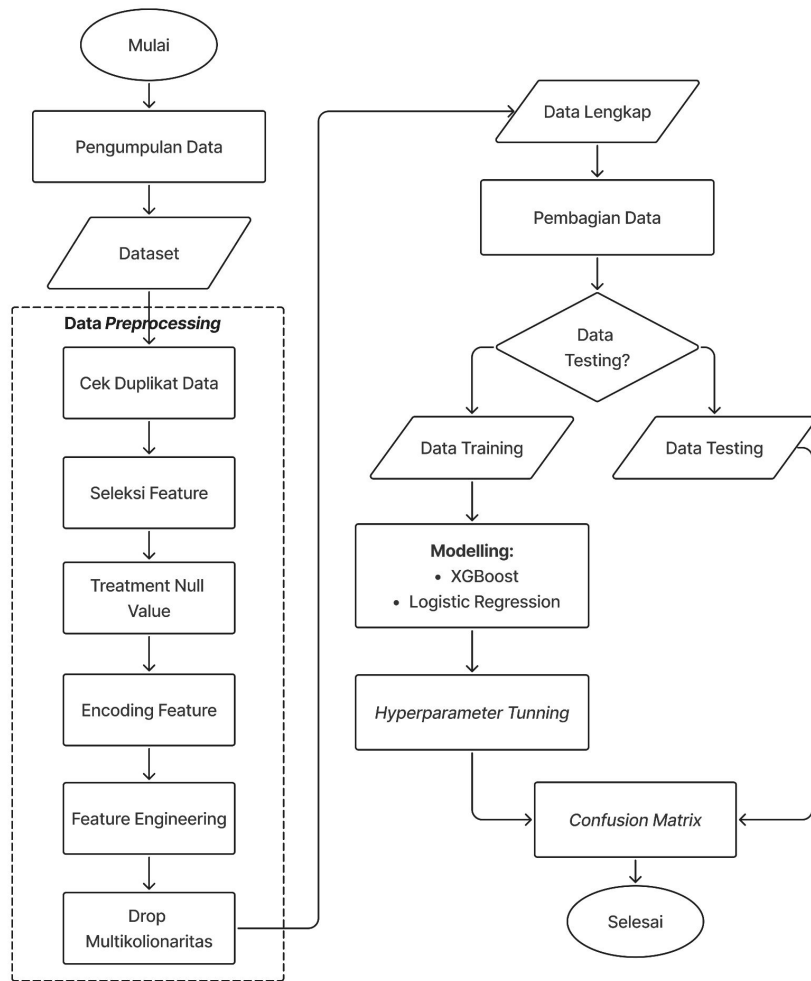 Mulai
Pengumpulan Data
Dataset
Data Preprocessing
Cek Duplikat Data
Seleksi Feature
Treatment Null
Value
Encoding Feature
Feature Engineering
Drop
Multikolionaritas
Data Lengkap
Pembagian Data
Data
Testing?
Data Training
Data Testing
Modelling:
• XGBoost
• Logistic Regression
Hyperparameter Tunning
Confusion Matrix
Selesai